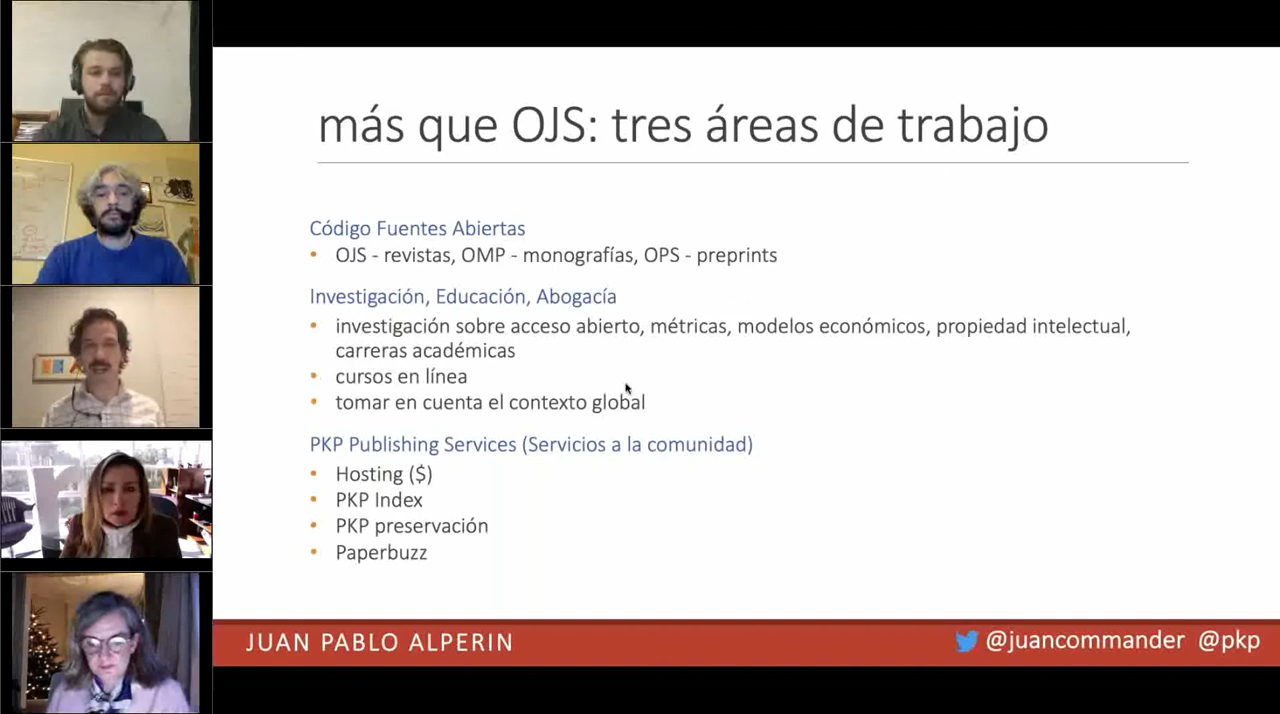 más que OJS: tres áreas de trabajo
Código Fuentes Abiertas
• OJS - revistas, OMP - monografías, OPS - preprints
Investigación, Educación, Abogacía
• investigación sobre acceso abierto, métricas, modelos económicos, propiedad intelectual,
carreras académicas
• cursos en línea
• tomar en cuenta el contexto global
PKP Publishing Services (Servicios a la comunidad)
• Hosting ($)
• PKP Index
• PKP preservación
• Paperbuzz
JUAN PABLO ALPERIN
@juancommander @pkp